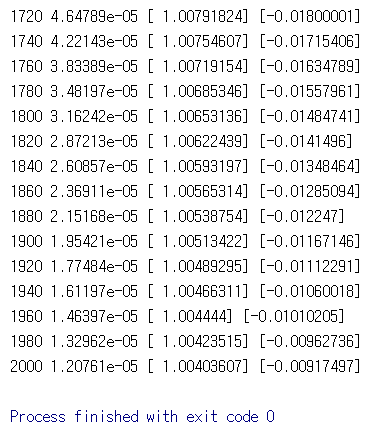 1720 4.64789e-05 [ 1.00791824] [-0.01800001]
1740 4.22143e-05 [ 1.00754607] [-0.01715406]
1760 3.83389e-05 [ 1.00719154] [-0.01634789]
1780 3.48197e-05 [ 1.00685346] [-0.01557961]
1800 3.16242e-05 [ 1.00653136] [-0.01484741]
1820 2.87213e-05 [ 1.00622439] [-0.0141496]
1840 2.60857e-05 [ 1.00593197] [-0.01348464]
1860 2.36911e-05 [ 1.00565314] [-0.01285094]
1880 2.15168e-05 [ 1.00538754] [-0.012247]
1900 1.95421e-05 [ 1.00513422] [-0.01167146]
1920 1.77484e-05 [ 1.00489295] [-0.01112291]
1940 1.61197e-05 [ 1.00466311] [-0.01060018]
1960 1.46397e-05 [ 1.004444] [-0.01010205]
1980 1.32962e-05 [ 1.00423515] [-0.00962736]
2000 1.20761e-05 [ 1.00403607] [-0.00917497]
Process finished with exit code 0